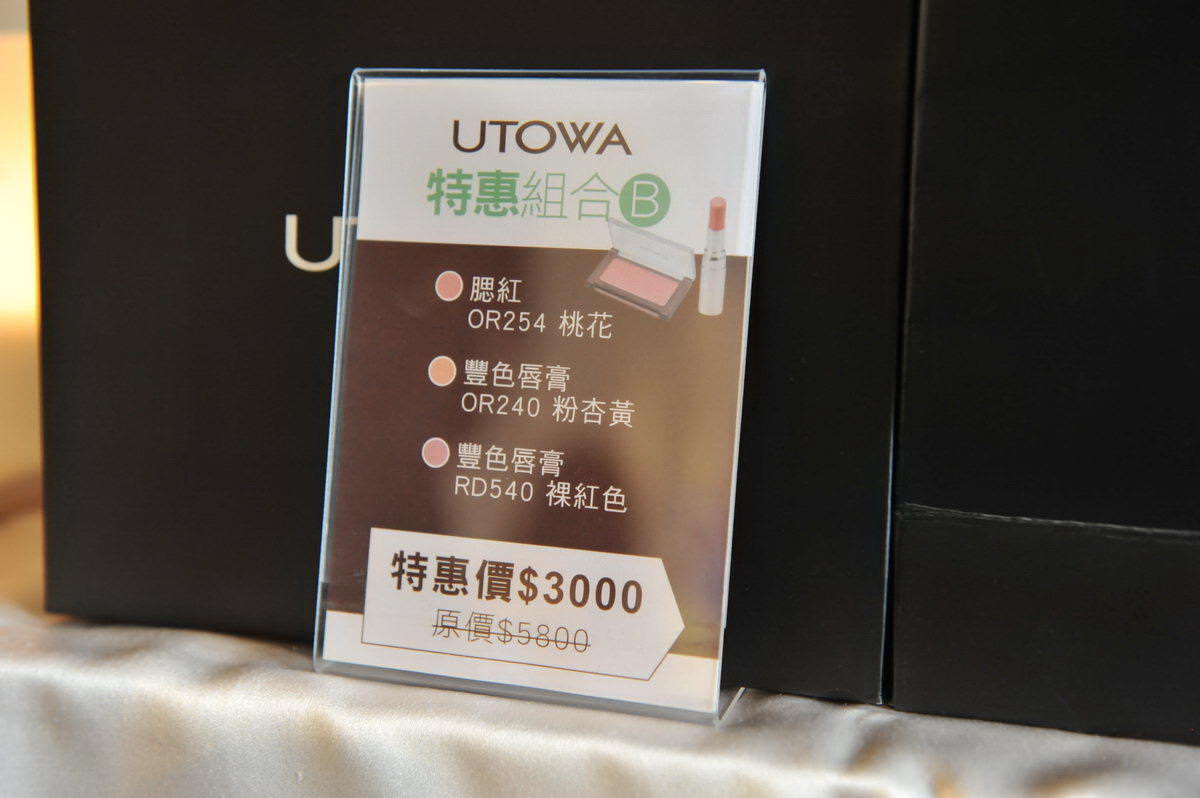 UTOWA
特惠組合B
腮紅
OR254 桃花
豐色唇膏
OR240 粉杏黃
豐色唇膏
RD540 裸紅色
特惠價$3000
原價$5800
U